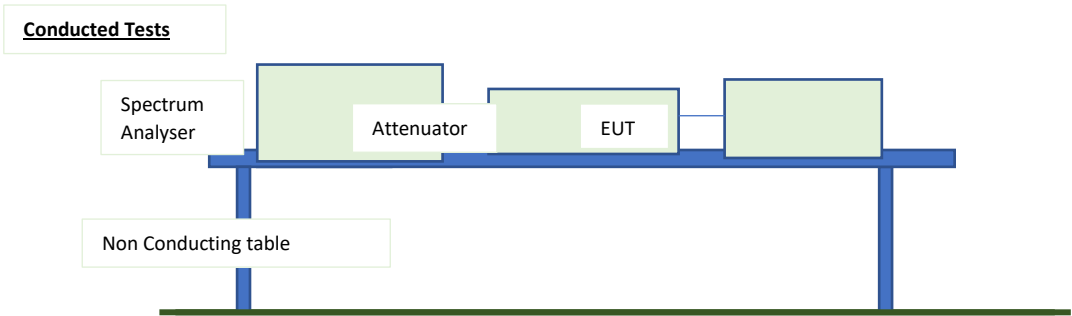 Conducted Tests
Spectrum
Analyser
Attenuator
EUT
Non Conducting table